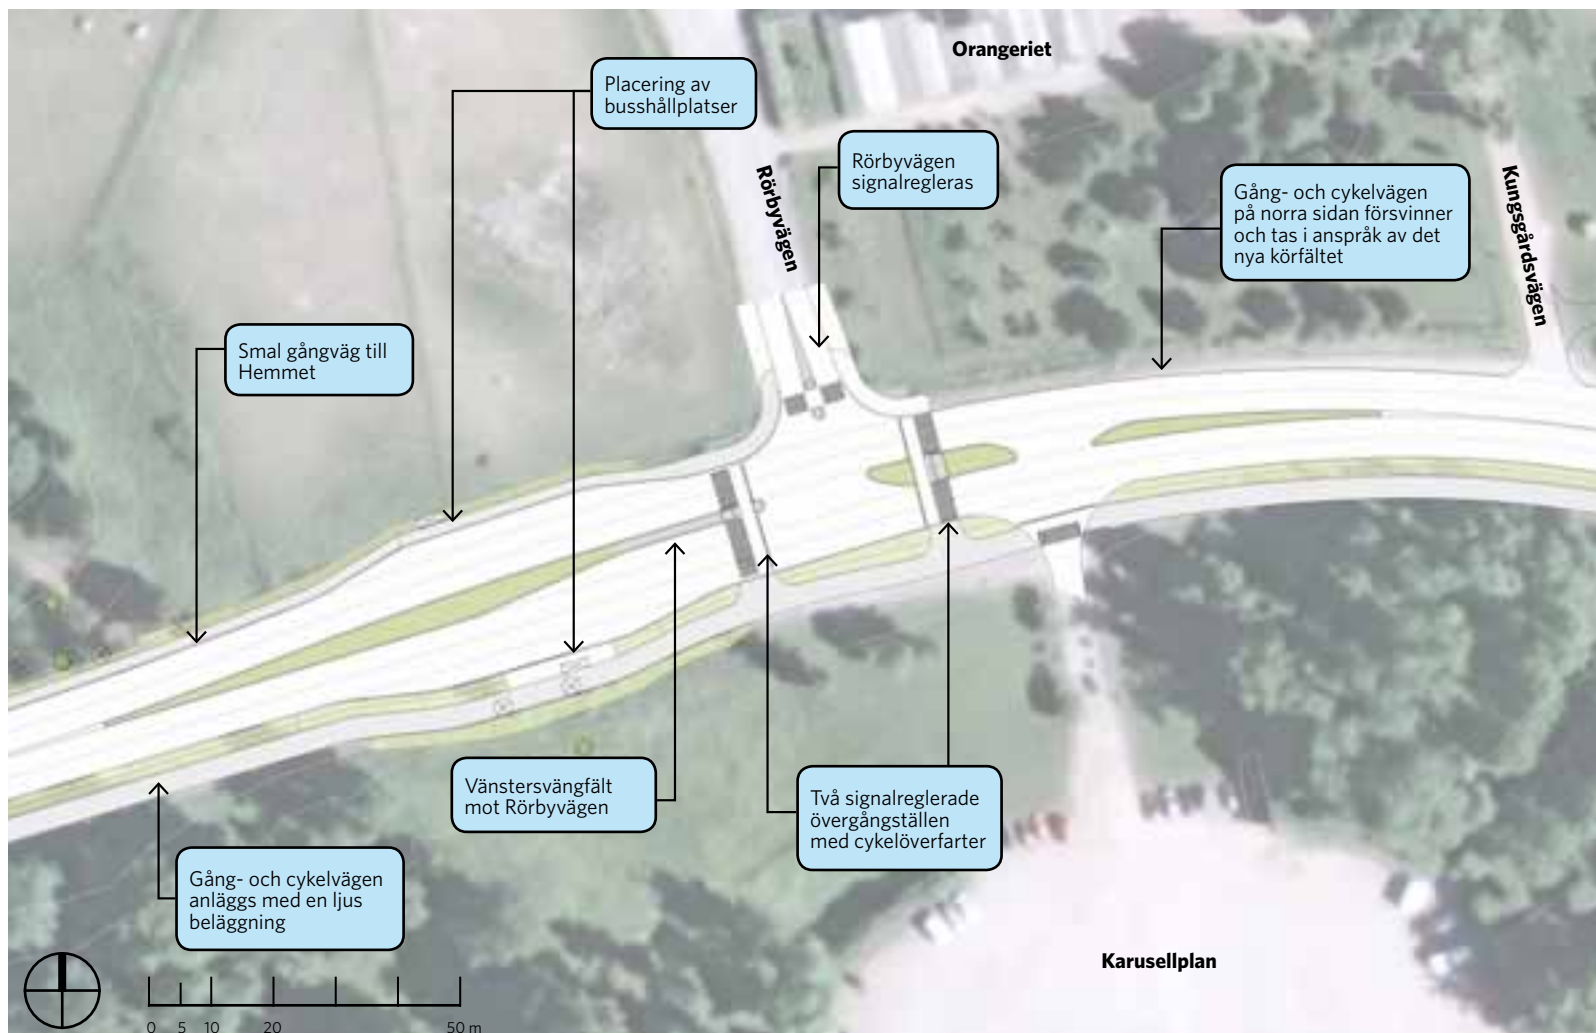 Orangeriet
Placering av
busshållplatser
Rörbyvägen
signalregleras
Rörbyvägen
Gång- och cykelvägen
på norra sidan försvinner
och tas i anspråk av det
nya körfältet
Kungsgårdsvägen
Smal gångväg till
Hemmet
Vänstersvängfält
mot Rörbyvägen
Två signalreglerade
övergångställen
med cykelöverfarter
Gång- och cykelvägen
anläggs med en ljus
beläggning
Karusellplan
0 5 10 20 50 m